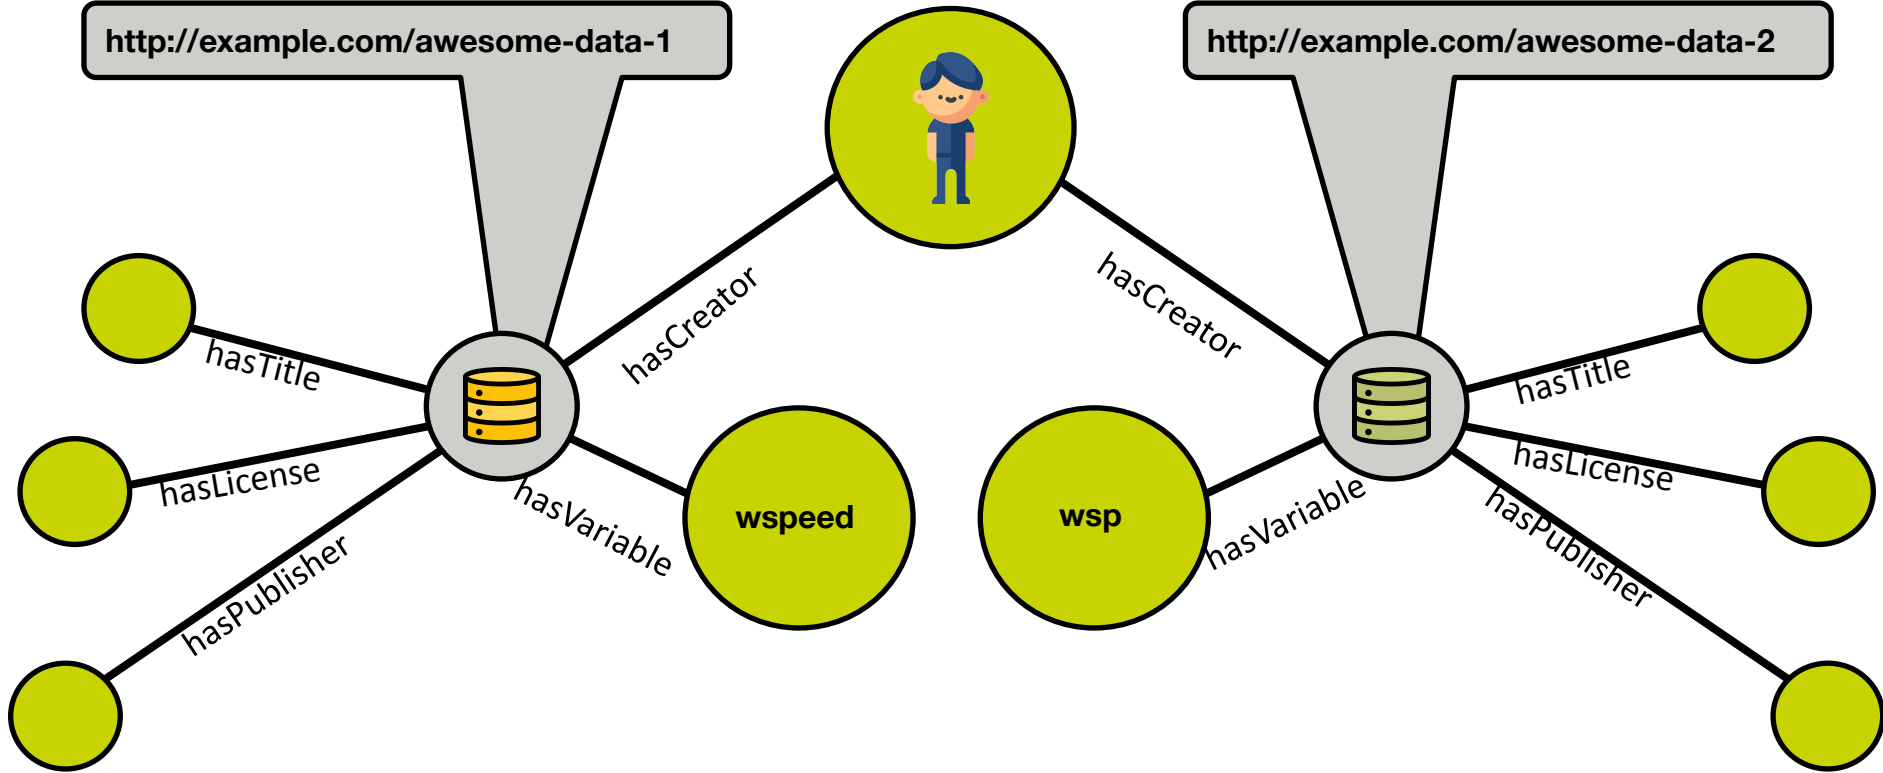 http://example.com/awesome-data-1
http://example.com/awesome-data-2
hasCreator
hasCreator
hasTitle
hasTitle
hasLicense
hasLicense
hasVariable
wspeed
wsp
hasVariable
hasPublisher
hasPublisher